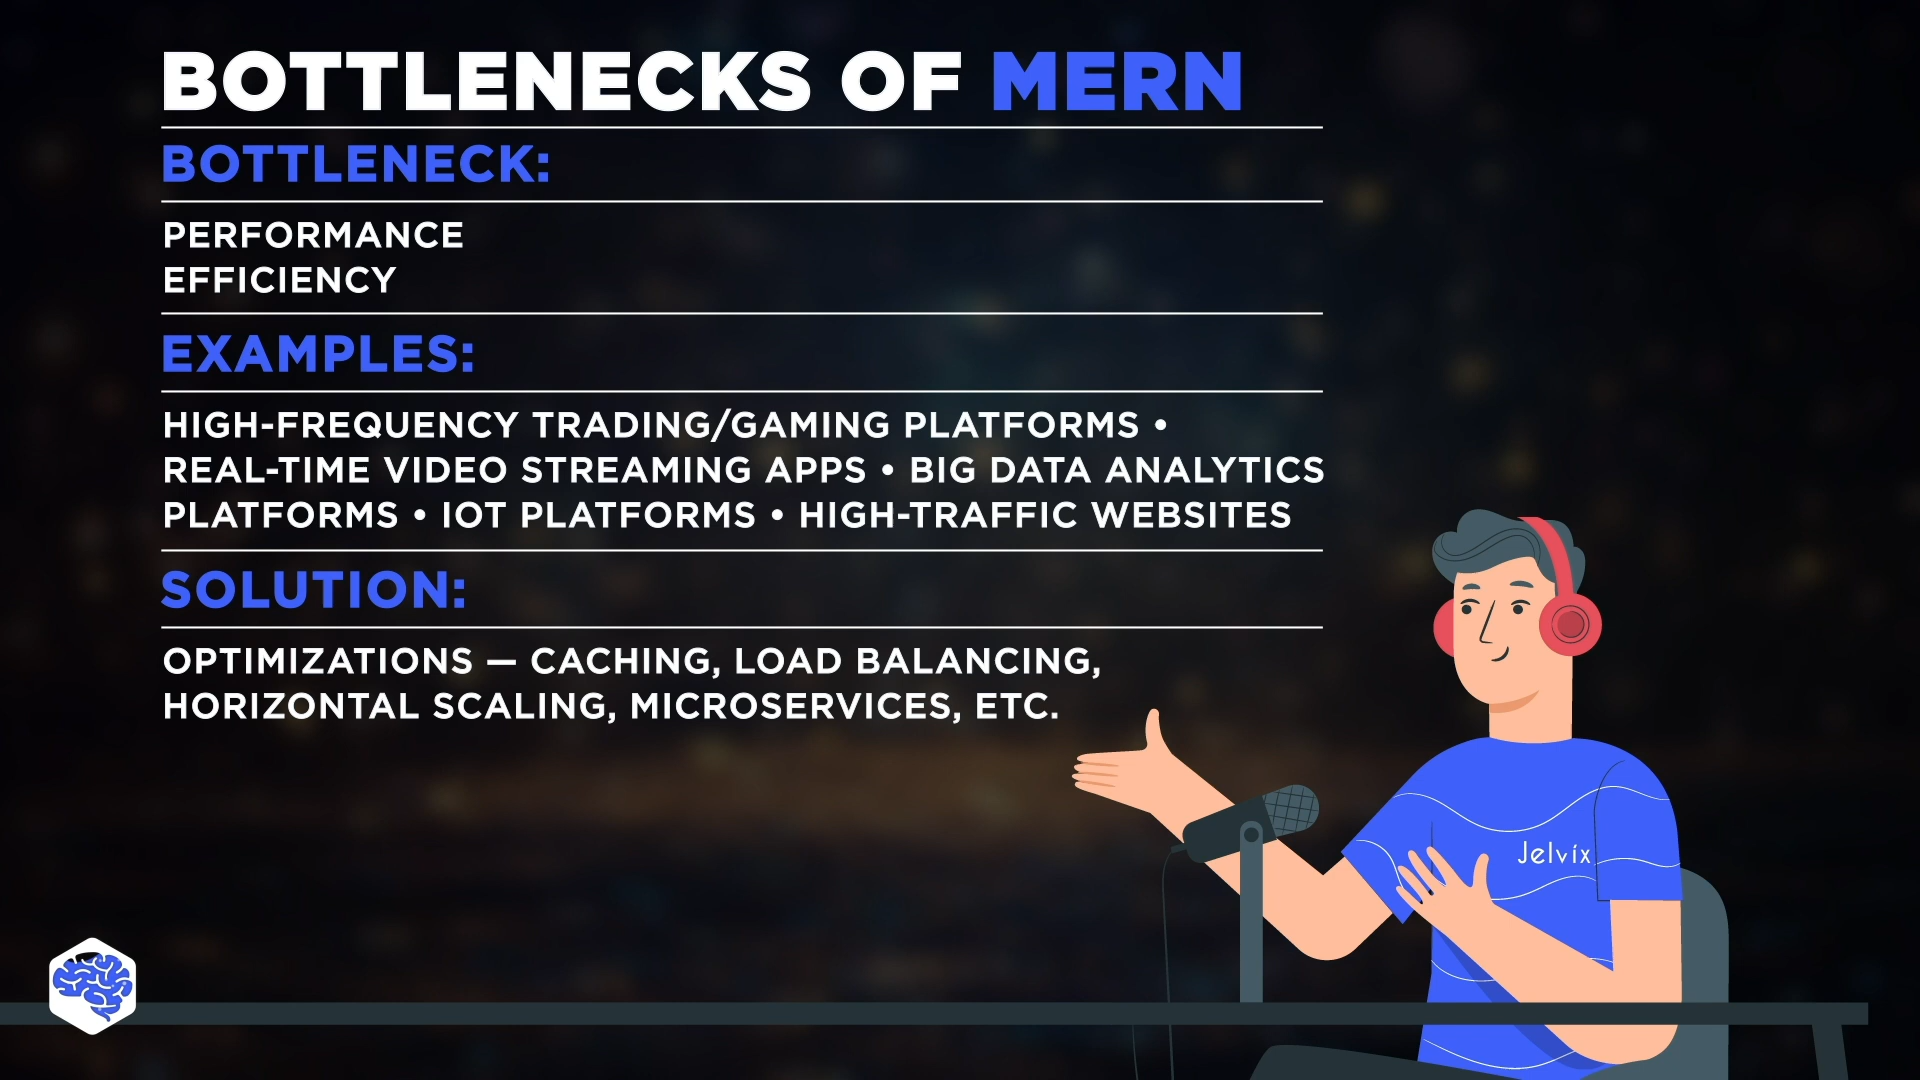 BOTTLENECKS OF MERN
BOTTLENECK:
PERFORMANCE
EFFICIENCY
EXAMPLES:
HIGH-FREQUENCY TRADING/GAMING PLATFORMS •
REAL-TIME VIDEO STREAMING APPS • BIG DATA ANALYTICS
PLATFORMS • IOT PLATFORMS • HIGH-TRAFFIC WEBSITES
SOLUTION:
OPTIMIZATIONS — CACHING, LOAD BALANCING,
HORIZONTAL SCALING, MICROSERVICES, ETC.
Jelvix